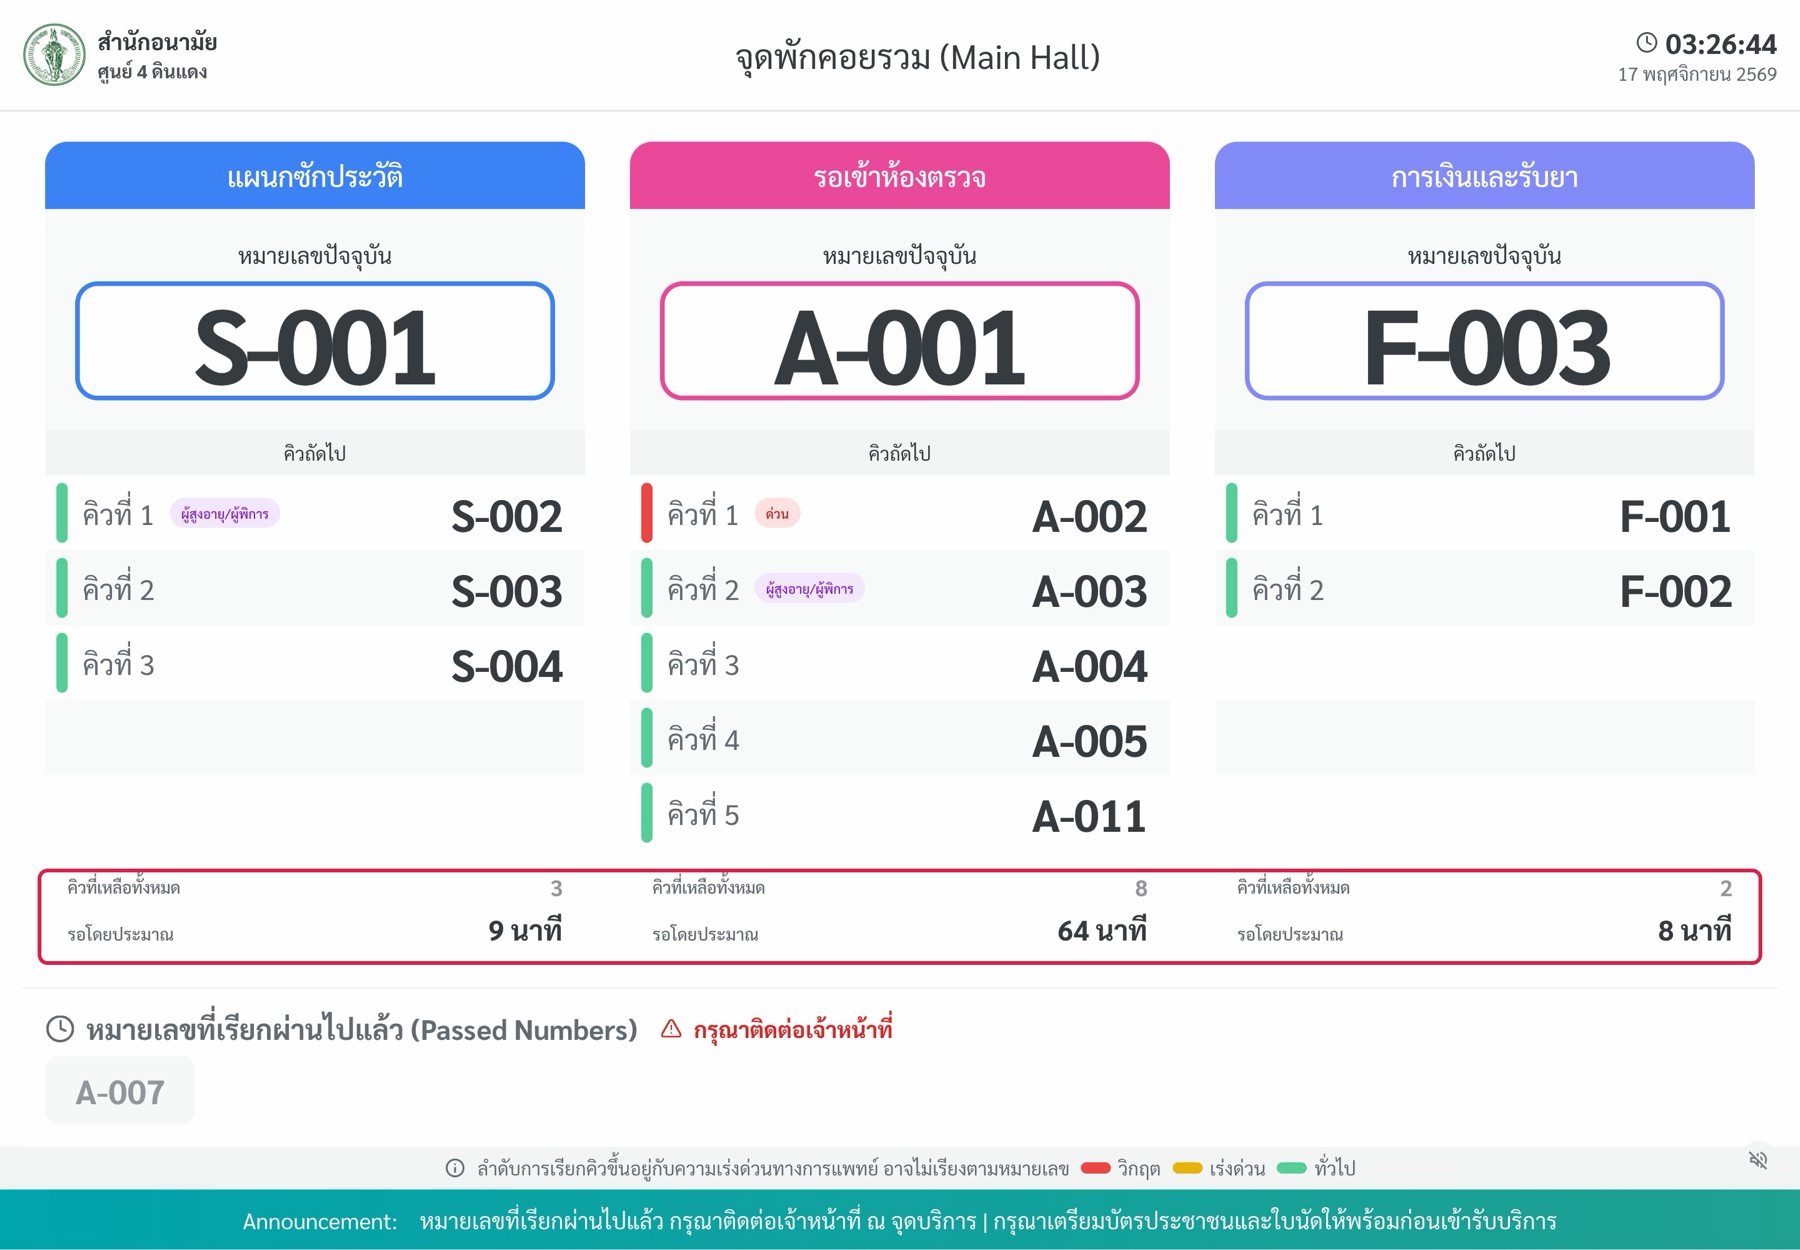 สำนักอนามัย
ศูนย์ 4 ดินแดง
จุดพักคอยรวม (Main Hall)
03:26:44
17 พฤศจิกายน 2569
แผนกซักประวัติ
หมายเลขปัจจุบัน
S-001
คิวถัดไป
คิวที่ 1 ผู้สูงอายุ/ผู้พิการ S-002
คิวที่ 2 S-003
คิวที่ 3 S-004
คิวที่เหลือทั้งหมด 3
รอโดยประมาณ 9 นาที
รอเข้าห้องตรวจ
หมายเลขปัจจุบัน
A-001
คิวถัดไป
คิวที่ 1 ด่วน A-002
คิวที่ 2 ผู้สูงอายุ/ผู้พิการ A-003
คิวที่ 3 A-004
คิวที่ 4 A-005
คิวที่ 5 A-011
คิวที่เหลือทั้งหมด 8
รอโดยประมาณ 64 นาที
การเงินและรับยา
หมายเลขปัจจุบัน
F-003
คิวถัดไป
คิวที่ 1 F-001
คิวที่ 2 F-002
คิวที่เหลือทั้งหมด 2
รอโดยประมาณ 8 นาที
หมายเลขที่เรียกผ่านไปแล้ว (Passed Numbers) กรุณาติดต่อเจ้าหน้าที่
A-007
ลำดับการเรียกคิวขึ้นอยู่กับความเร่งด่วนทางการแพทย์ อาจไม่เรียงตามหมายเลข วิกฤต เร่งด่วน ทั่วไป
Announcement: หมายเลขที่เรียกผ่านไปแล้ว กรุณาติดต่อเจ้าหน้าที่ ณ จุดบริการ | กรุณาเตรียมบัตรประชาชนและใบนัดให้พร้อมก่อนเข้ารับบริการ